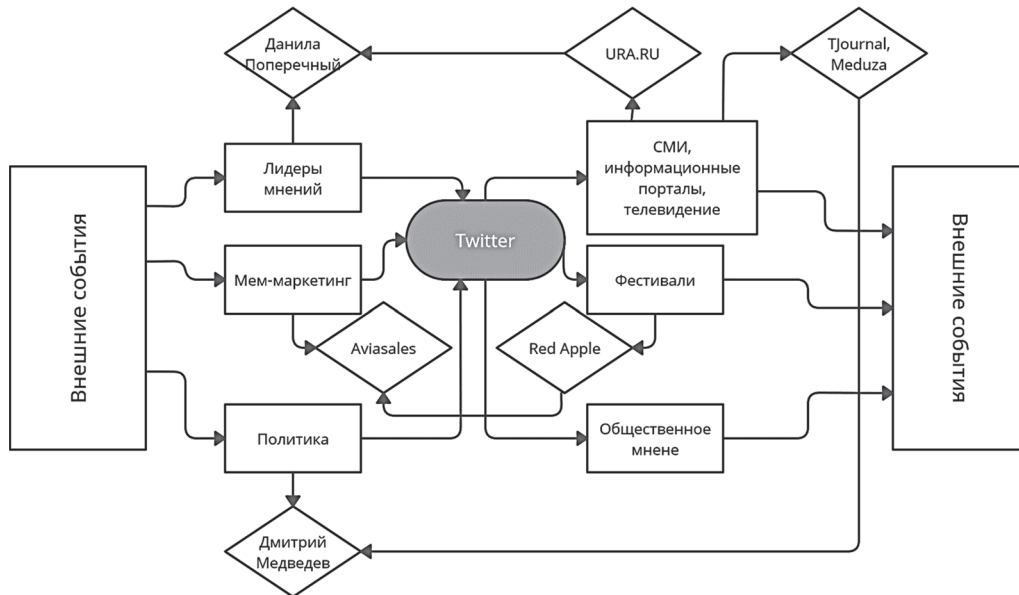 Данила
Поперечный
URA.RU
TJournal,
Meduza
Лидеры
мнений
СМИ,
информационные
порталы,
телевидение
Внешние события
Twitter
Внешние события
Мем-маркетинг
Фестивали
Aviasales
Red Apple
Политика
Общественное
мнене
Дмитрий
Медведев